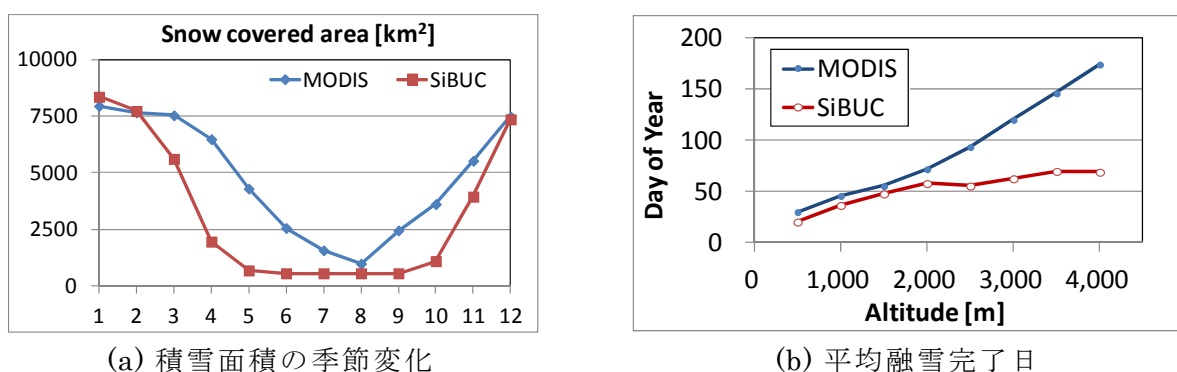 Snow covered area [km²]
10000
7500
5000
2500
0
MODIS
SiBUC
1 2 3 4 5 6 7 8 9 10 11 12
(a) 積雪面積の季節変化
200
150
100
50
0
Day of Year
MODIS
SiBUC
0 1,000 2,000 3,000 4,000
Altitude [m]
(b) 平均融雪完了日